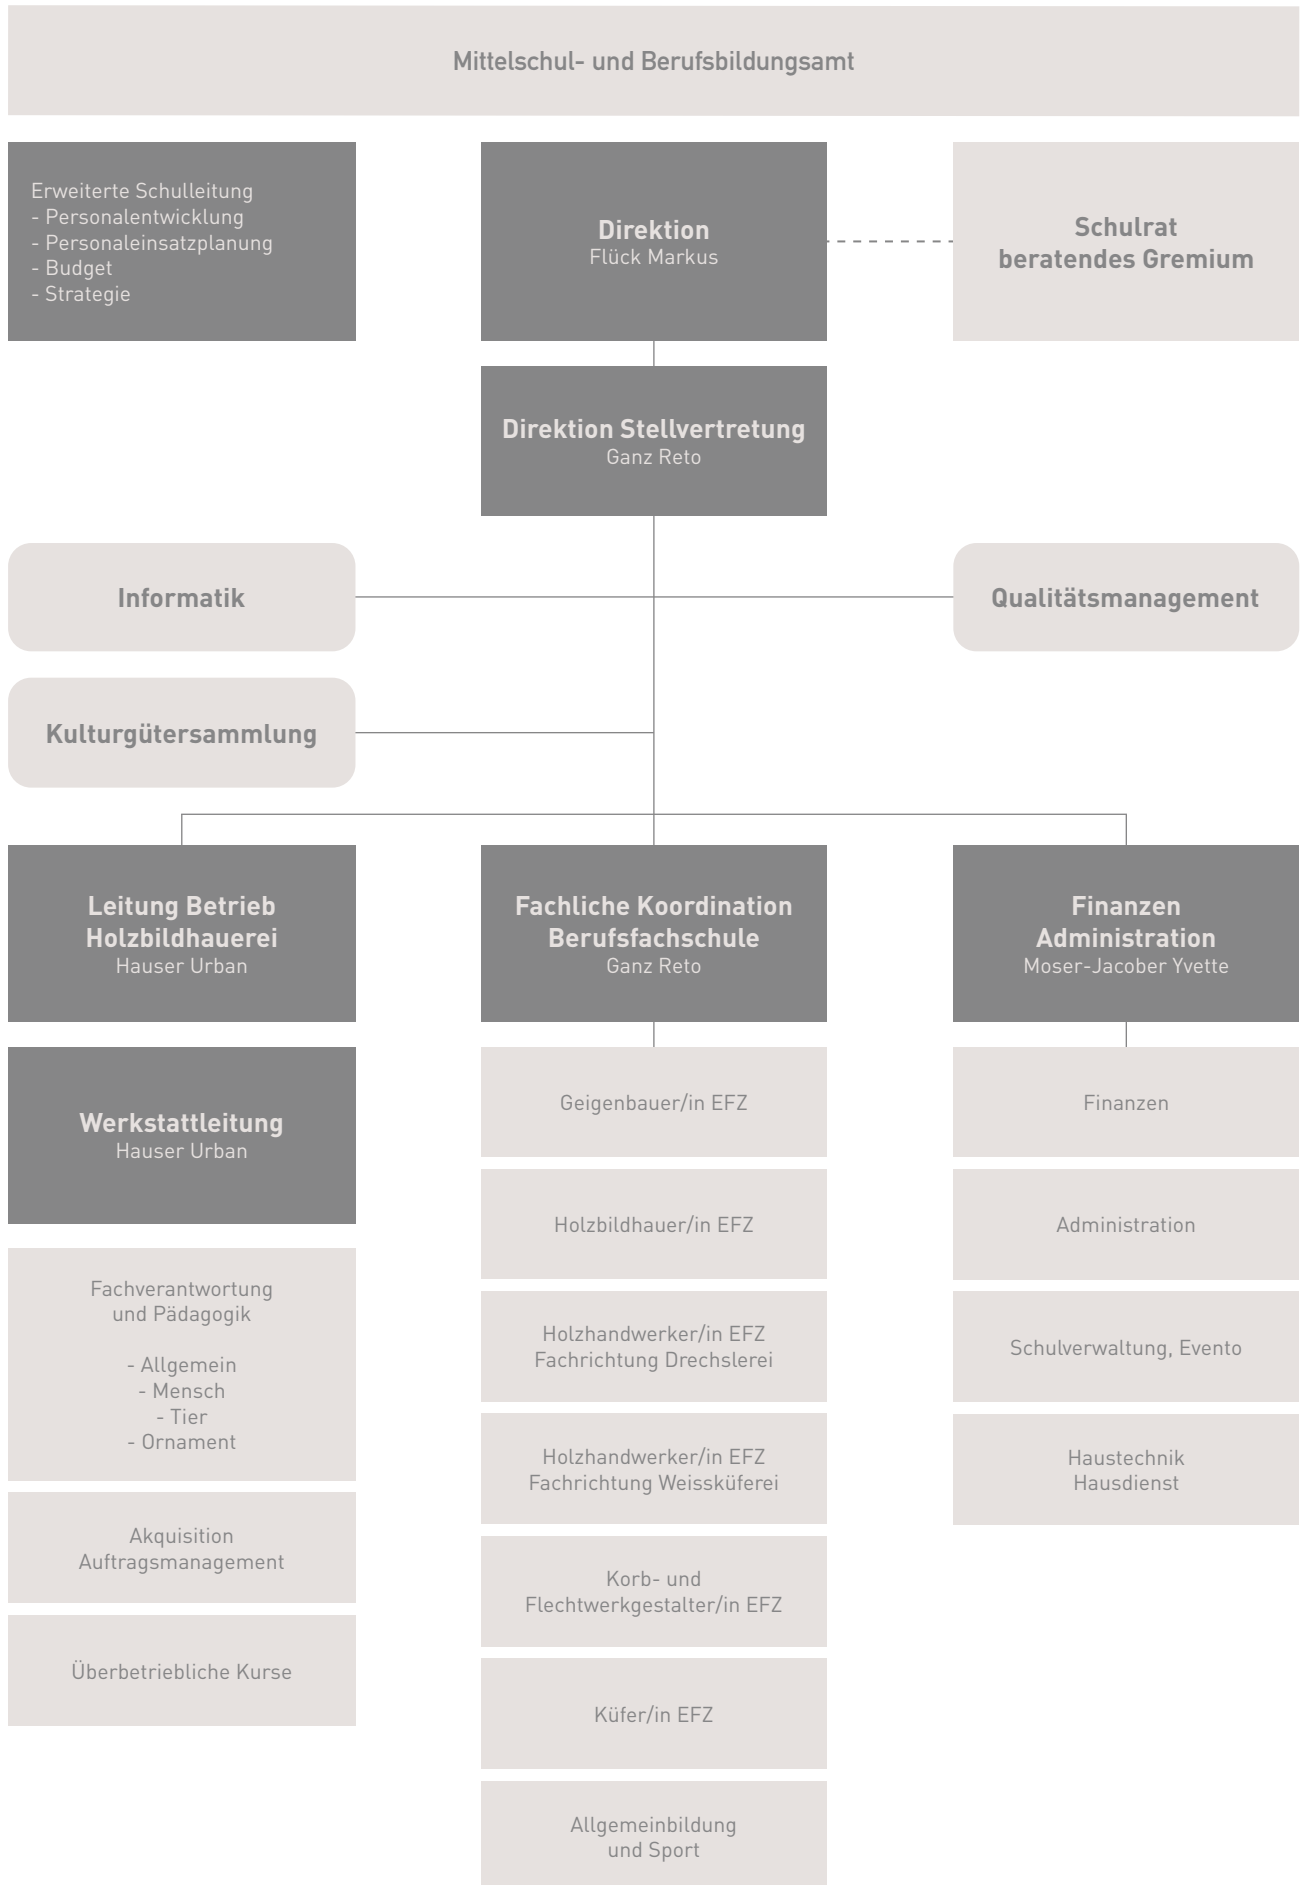 Mittelschul- und Berufsbildungsamt
Erweiterte Schulleitung
- Personalentwicklung
- Personaleinsatzplanung
- Budget
- Strategie
Direktion
Flück Markus
Schulrat
beratendes Gremium
Direktion Stellvertretung
Ganz Reto
Informatik
Qualitätsmanagement
Kulturgütersammlung
Leitung Betrieb
Holzbildhauerei
Hauser Urban
Fachliche Koordination
Berufsfachschule
Ganz Reto
Finanzen
Administration
Moser-Jacober Yvette
Werkstattleitung
Hauser Urban
Fachverantwortung
und Pädagogik
- Allgemein
- Mensch
- Tier
- Ornament
Akquisition
Auftragsmanagement
Überbetriebliche Kurse
Geigenbauer/in EFZ
Holzbildhauer/in EFZ
Holzhandwerker/in EFZ
Fachrichtung Drechslerei
Holzhandwerker/in EFZ
Fachrichtung Weissküferei
Korb- und
Flechtwerkgestalter/in EFZ
Küfer/in EFZ
Allgemeinbildung
und Sport
Finanzen
Administration
Schulverwaltung, Evento
Haustechnik
Hausdienst